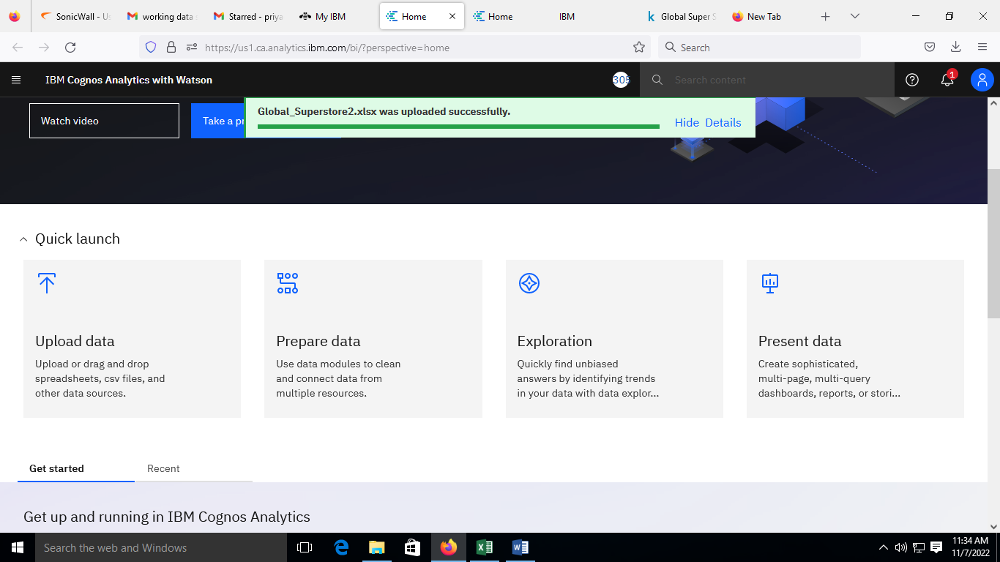 SonicWall - Us
working data s
Starred - priya
My IBM
Home
Home
IBM
Global Super S
New Tab
https://us1.ca.analytics.ibm.com/bi/?perspective=home
Search
IBM Cognos Analytics with Watson
305
Search content
1
Watch video
Take a pr
Global_Superstore2.xlsx was uploaded successfully.
Hide Details
Quick launch
Upload data
Upload or drag and drop
spreadsheets, csv files, and
other data sources.
Prepare data
Use data modules to clean
and connect data from
multiple resources.
Exploration
Quickly find unbiased
answers by identifying trends
in your data with data explor...
Present data
Create sophisticated,
multi-page, multi-query
dashboards, reports, or stori...
Get started
Recent
Get up and running in IBM Cognos Analytics
Search the web and Windows
11:34 AM
11/7/2022